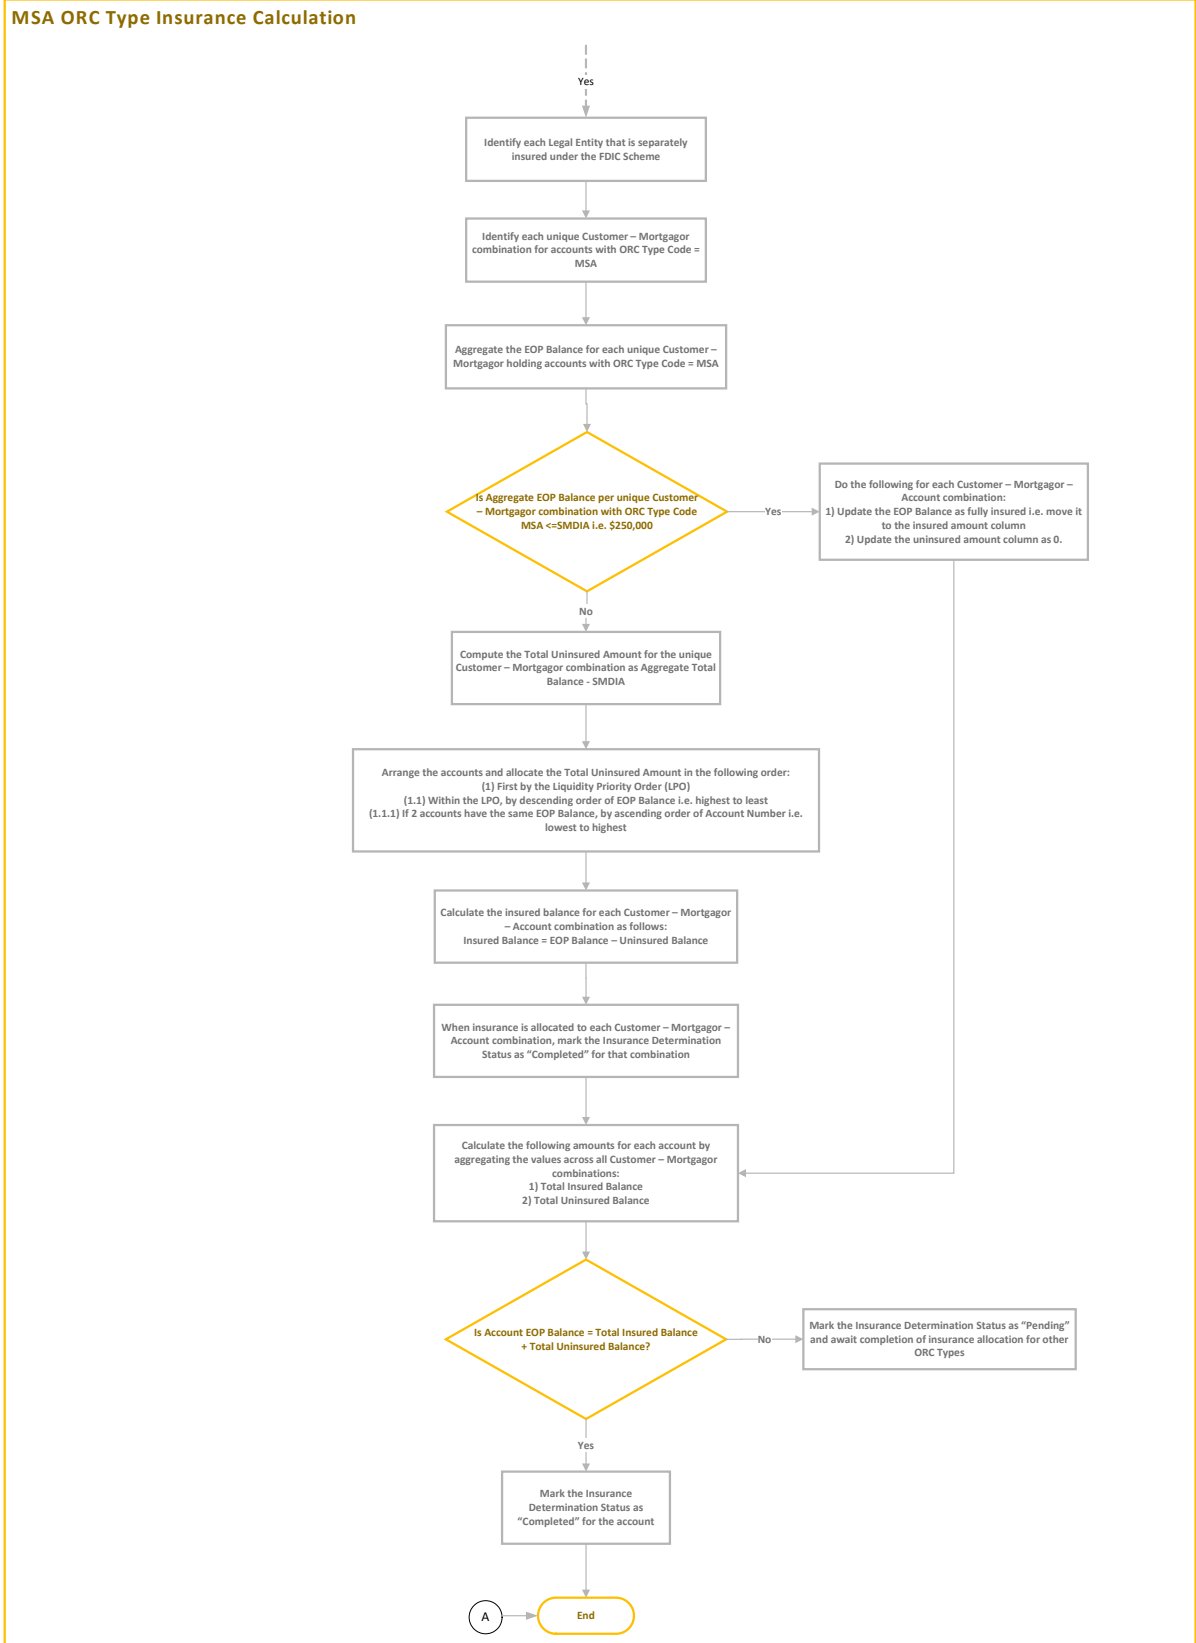 MSA ORC Type Insurance Calculation
Yes
Identify each Legal Entity that is separately
insured under the FDIC Scheme
Identify each unique Customer – Mortgagor
combination for accounts with ORC Type Code =
MSA
Aggregate the EOP Balance for each unique Customer –
Mortgagor holding accounts with ORC Type Code = MSA
Is Aggregate EOP Balance per unique Customer
– Mortgagor combination with ORC Type Code
MSA <=SMDIA i.e. $250,000
Yes
Do the following for each Customer – Mortgagor –
Account combination:
1) Update the EOP Balance as fully insured i.e. move it
to the insured amount column
2) Update the uninsured amount column as 0.
No
Compute the Total Uninsured Amount for the unique
Customer – Mortgagor combination as Aggregate Total
Balance - SMDIA
Arrange the accounts and allocate the Total Uninsured Amount in the following order:
(1) First by the Liquidity Priority Order (LPO)
(1.1) Within the LPO, by descending order of EOP Balance i.e. highest to least
(1.1.1) If 2 accounts have the same EOP Balance, by ascending order of Account Number i.e.
lowest to highest
Calculate the insured balance for each Customer – Mortgagor
– Account combination as follows:
Insured Balance = EOP Balance – Uninsured Balance
When insurance is allocated to each Customer – Mortgagor –
Account combination, mark the Insurance Determination
Status as “Completed” for that combination
Calculate the following amounts for each account by
aggregating the values across all Customer – Mortgagor
combinations:
1) Total Insured Balance
2) Total Uninsured Balance
Is Account EOP Balance = Total Insured Balance
+ Total Uninsured Balance?
No
Mark the Insurance Determination Status as “Pending”
and await completion of insurance allocation for other
ORC Types
Yes
Mark the Insurance
Determination Status as
“Completed” for the account
A
End